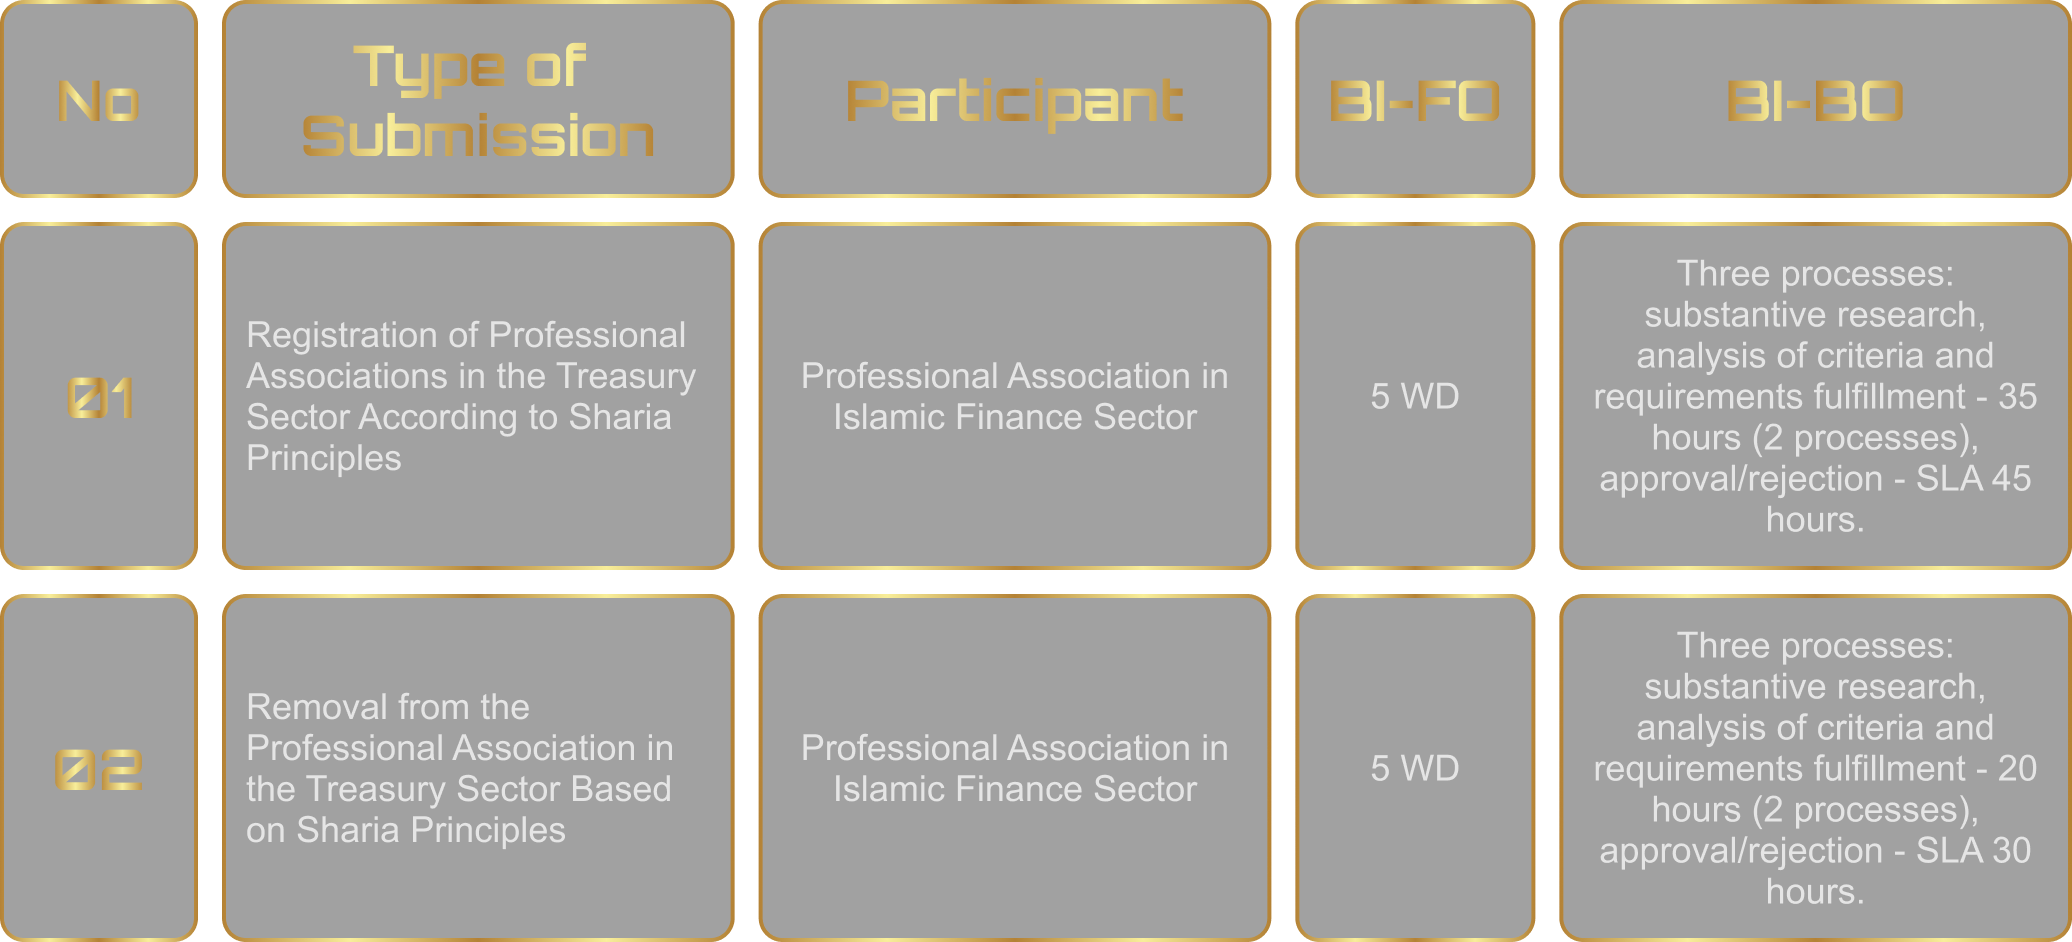 No
Type of
Submission
Participant
BI-FO
BI-BO
01
Registration of Professional
Associations in the Treasury
Sector According to Sharia
Principles
Professional Association in
Islamic Finance Sector
5 WD
Three processes:
substantive research,
analysis of criteria and
requirements fulfillment - 35
hours (2 processes),
approval/rejection - SLA 45
hours.
02
Removal from the
Professional Association in
the Treasury Sector Based
on Sharia Principles
Professional Association in
Islamic Finance Sector
5 WD
Three processes:
substantive research,
analysis of criteria and
requirements fulfillment - 20
hours (2 processes),
approval/rejection - SLA 30
hours.